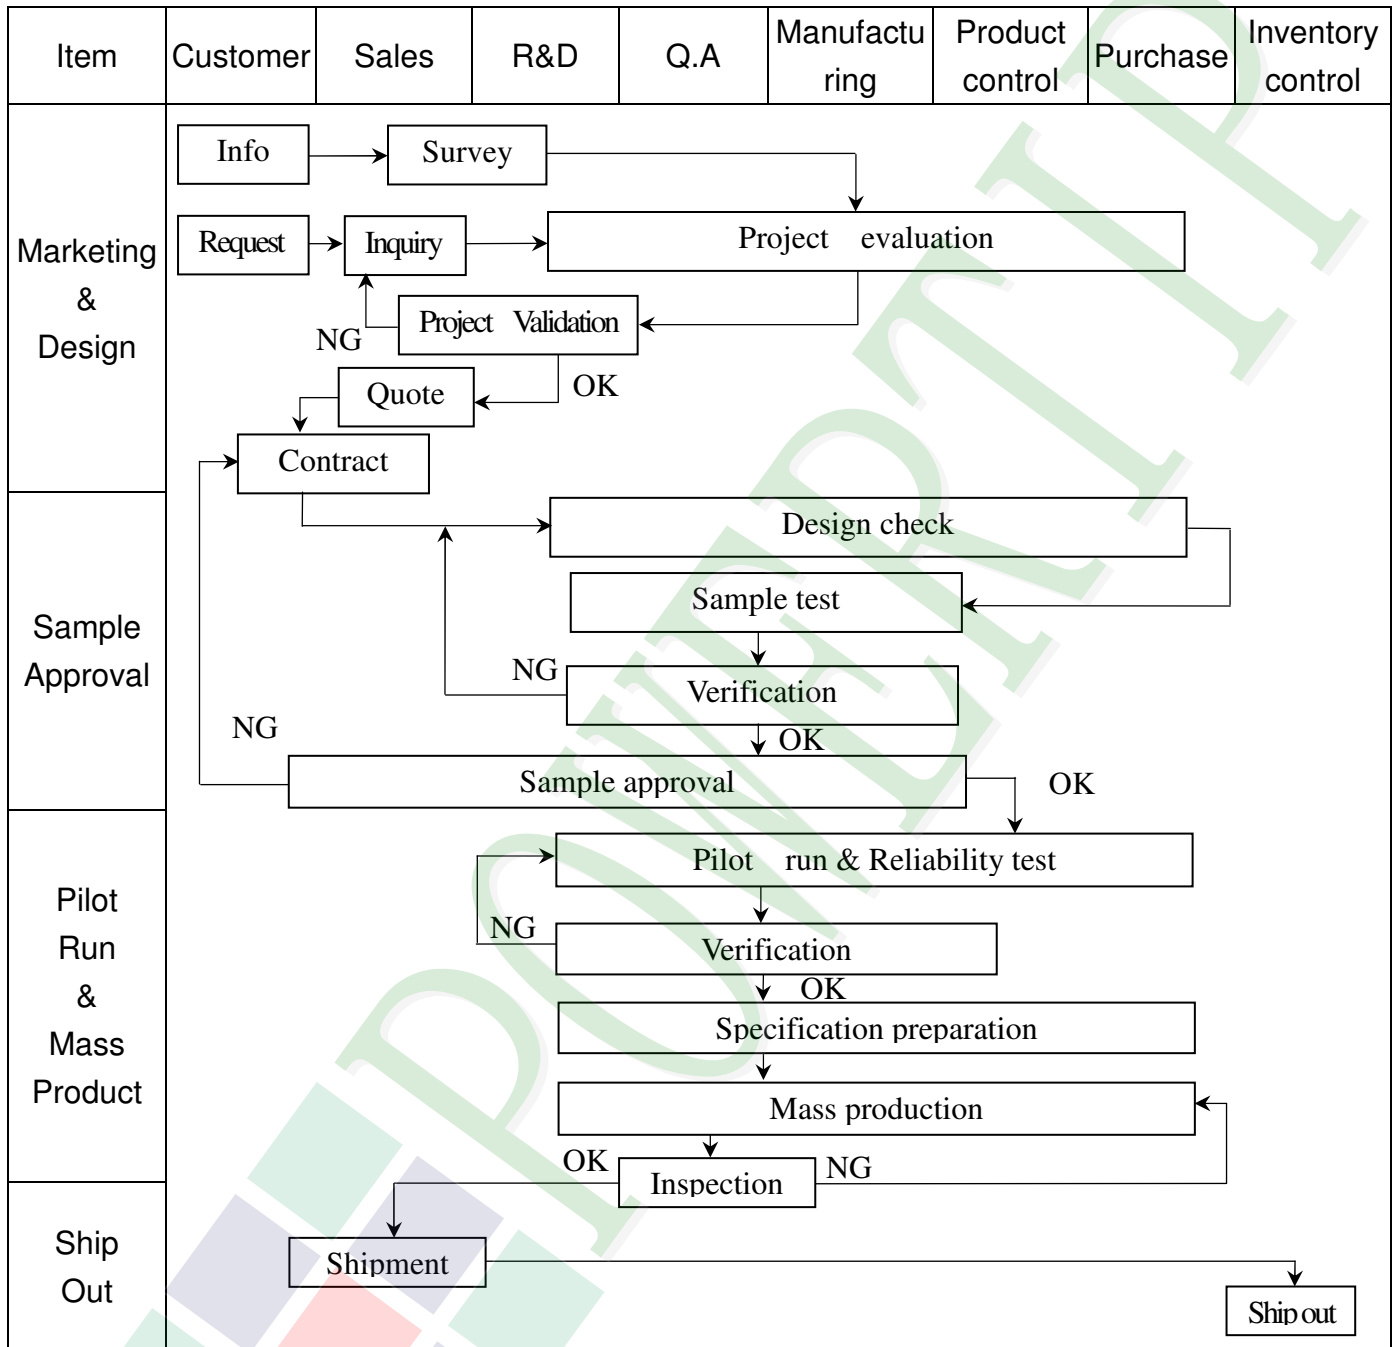 Item
Customer
Sales
R&D
Q.A
Manufactu
ring
Product
control
Purchase
Inventory
control
Marketing
&
Design
Info
Survey
Request
Inquiry
Project evaluation
NG
Project Validation
Quote
OK
Contract
Sample
Approval
Design check
Sample test
NG
Verification
NG
OK
Sample approval
OK
Pilot
Run
&
Mass
Product
Pilot run & Reliability test
NG
Verification
OK
Specification preparation
Mass production
OK
Inspection
NG
Ship
Out
Shipment
Ship out
POWERTIP